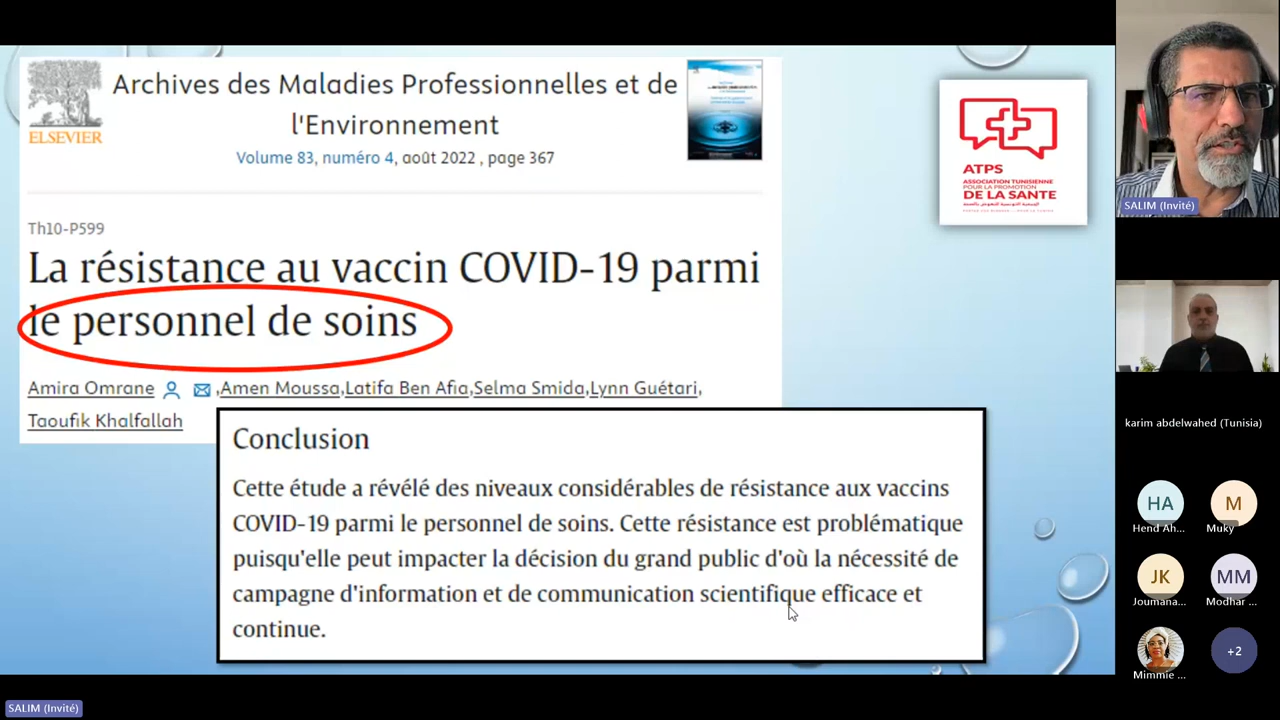 Archives des Maladies Professionnelles et de
l'Environnement
Volume 83, numéro 4, août 2022 , page 367
ELSEVIER
Th10-P599
La résistance au vaccin COVID-19 parmi
le personnel de soins
Amira Omrane ,Amen Moussa,Latifa Ben Afia,Selma Smida,Lynn Guétari,
Taoufik Khalfallah
Conclusion
Cette étude a révélé des niveaux considérables de résistance aux vaccins
COVID-19 parmi le personnel de soins. Cette résistance est problématique
puisqu'elle peut impacter la décision du grand public d'où la nécessité de
campagne d'information et de communication scientifique efficace et
continue.
ATPS
ASSOCIATION TUNISIENNE
POUR LA PROMOTION
DE LA SANTE
SALIM (Invité)
karim abdelwahed (Tunisia)
HA
Hend Ah...
M
Muky
JK
Joumana...
MM
Modhar ...
Mimmie ...
+2
SALIM (Invité)